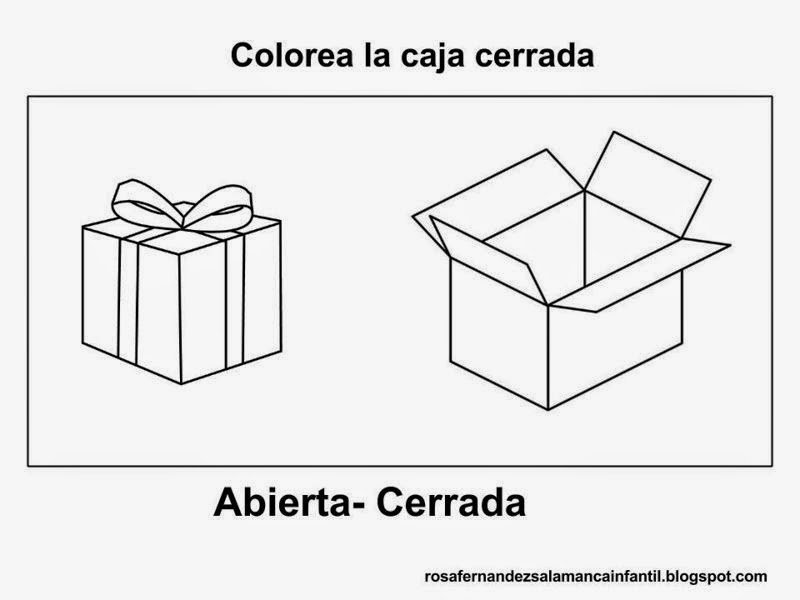 Colorea la caja cerrada
Abierta- Cerrada
rosafernandezsalamancainfantil.blogspot.com